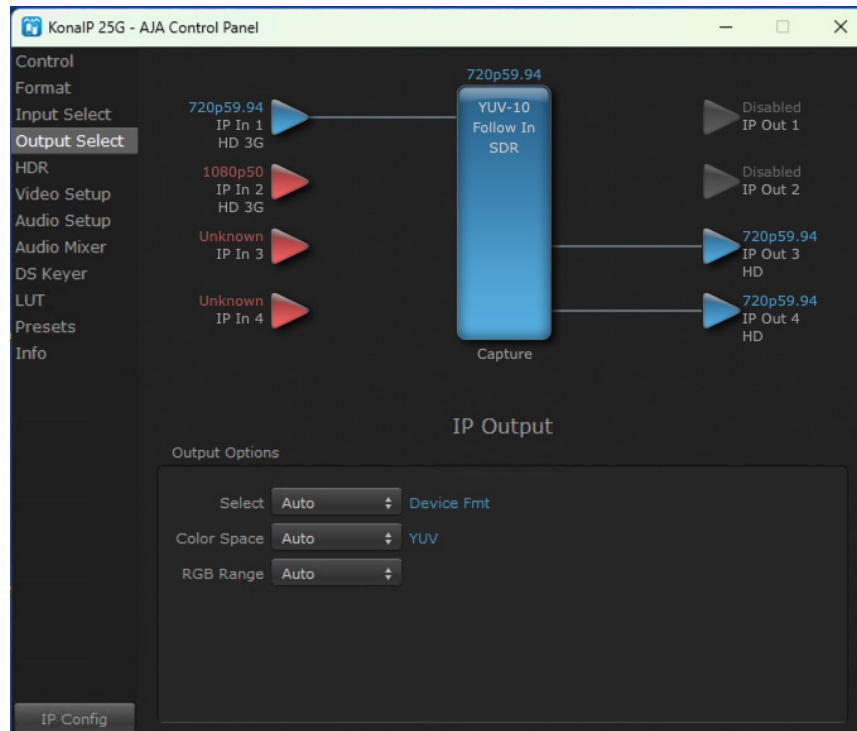 KonaIP 25G - AJA Control Panel
Control
Format
Input Select
Output Select
HDR
Video Setup
Audio Setup
Audio Mixer
DS Keyer
LUT
Presets
Info
IP Config
720p59.94
IP In 1
HD 3G
1080p50
IP In 2
HD 3G
Unknown
IP In 3
Unknown
IP In 4
720p59.94
YUV-10
Follow In
SDR
Capture
Disabled
IP Out 1
Disabled
IP Out 2
720p59.94
IP Out 3
HD
720p59.94
IP Out 4
HD
IP Output
Output Options
Select Auto Device Fmt
Color Space Auto YUV
RGB Range Auto